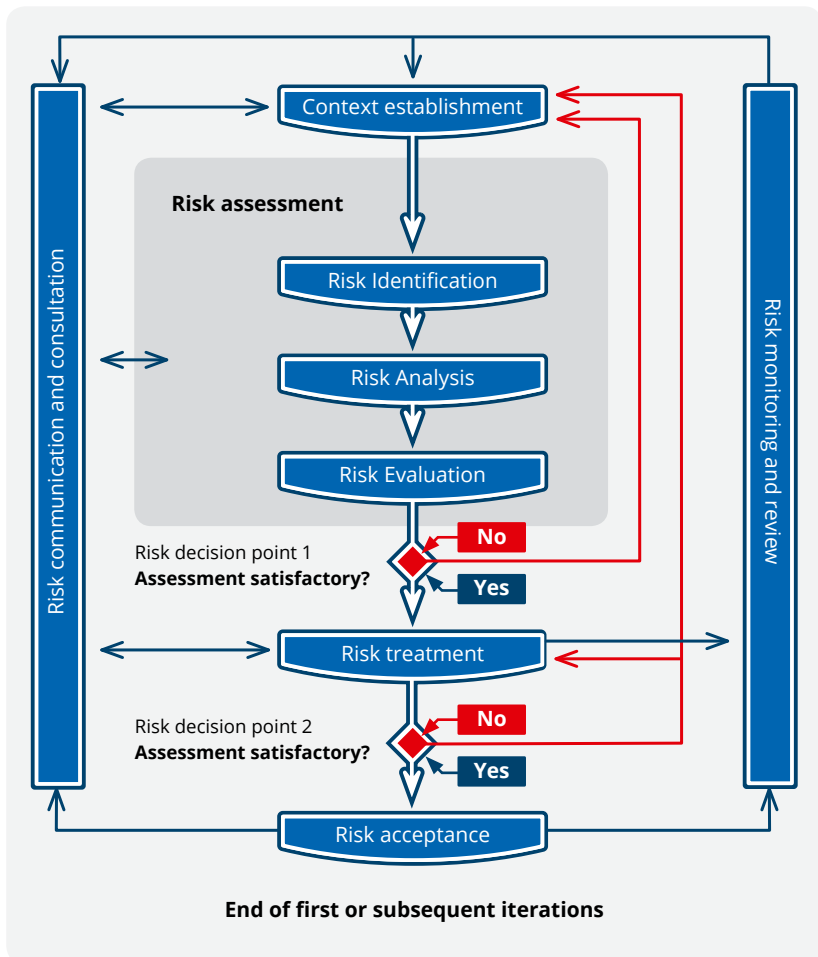 Context establishment
Risk assessment
Risk Identification
Risk communication and consultation
Risk monitoring and review
Risk Analysis
Risk Evaluation
No
Risk decision point 1
Assessment satisfactory?
Yes
Risk treatment
No
Risk decision point 2
Assessment satisfactory?
Yes
Risk acceptance
End of first or subsequent iterations